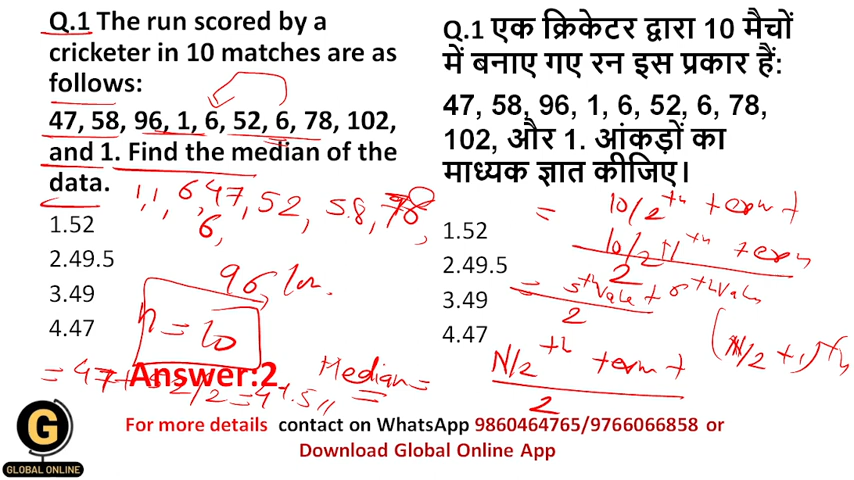 Q.1 The run scored by a
cricketer in 10 matches are as
follows:
47, 58, 96, 1, 6, 52, 6, 78, 102,
and 1. Find the median of the
data.
1, 1, 6, 47, 52, 58, 78,
6,
1.52
2.49.5
3.49
4.47
96
n = 10
Answer:2
Median =
Q.1 एक क्रिकेटर द्वारा 10 मैचों
में बनाए गए रन इस प्रकार हैं:
47, 58, 96, 1, 6, 52, 6, 78,
102, और 1. आंकड़ों का
माध्यक ज्ञात कीजिए।
1.52
2.49.5
3.49
4.47
= 10/2th term +
10/2+1th term
2
= 5th Value + 6th Value
2
N/2th term +
(N/2 + 1)th
2
For more details contact on WhatsApp 9860464765/9766066858 or
Download Global Online App
G
GLOBAL ONLINE